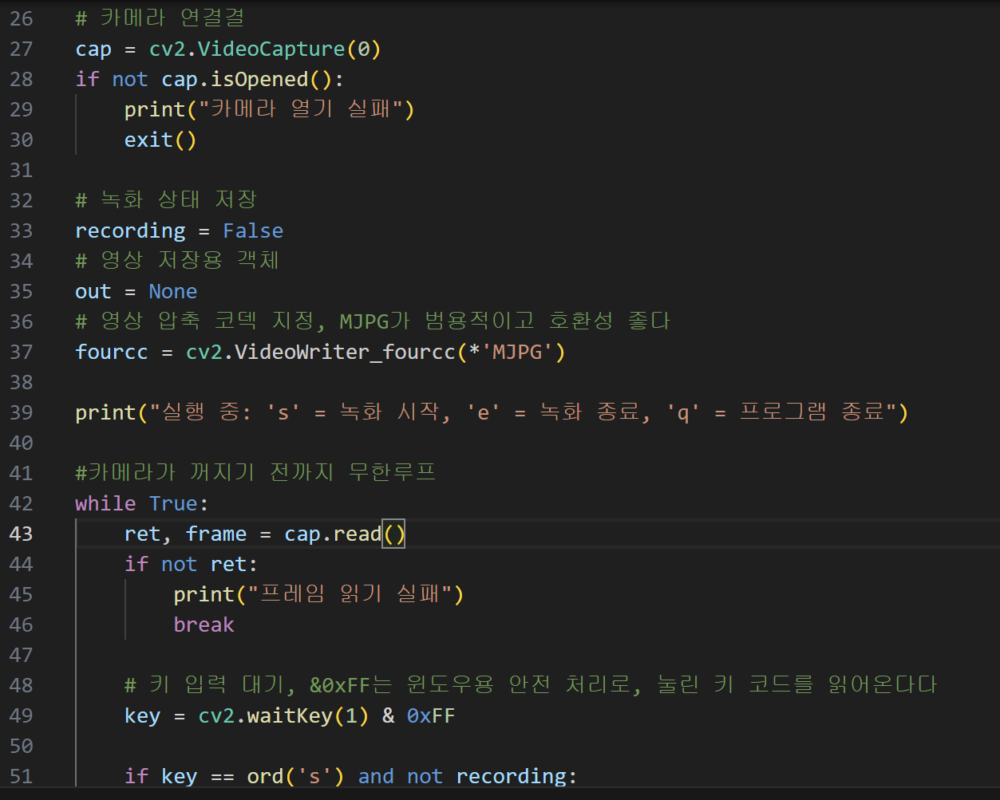 26 # 카메라 연결결
27 cap = cv2.VideoCapture(0)
28 if not cap.isOpened():
29     print("카메라 열기 실패")
30     exit()
31
32 # 녹화 상태 저장
33 recording = False
34 # 영상 저장용 객체
35 out = None
36 # 영상 압축 코덱 지정, MJPG가 범용적이고 호환성 좋다
37 fourcc = cv2.VideoWriter_fourcc(*'MJPG')
38
39 print("실행 중: 's' = 녹화 시작, 'e' = 녹화 종료, 'q' = 프로그램 종료")
40
41 #카메라가 꺼지기 전까지 무한루프
42 while True:
43     ret, frame = cap.read()
44     if not ret:
45         print("프레임 읽기 실패")
46         break
47
48     # 키 입력 대기, &0xFF는 윈도우용 안전 처리로, 눌린 키 코드를 읽어온다다
49     key = cv2.waitKey(1) & 0xFF
50
51     if key == ord('s') and not recording: